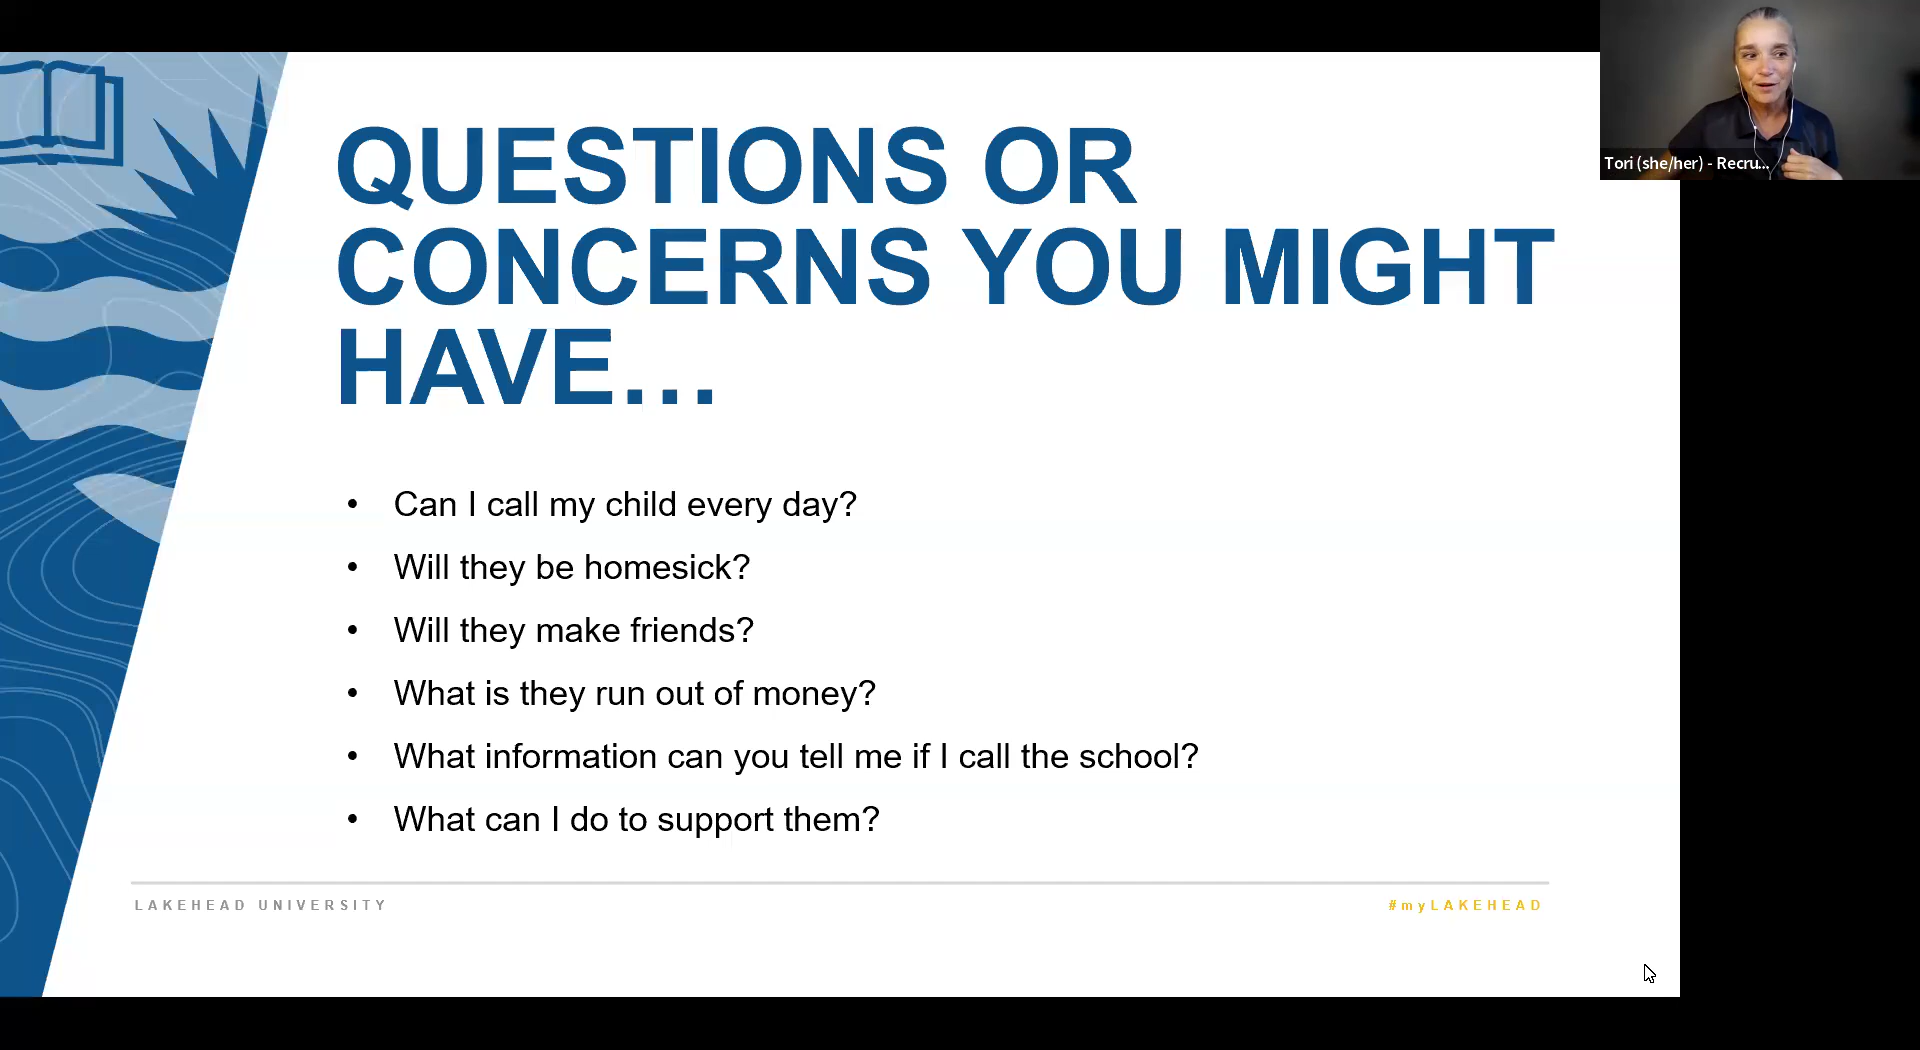 QUESTIONS OR
CONCERNS YOU MIGHT
HAVE...
• Can I call my child every day?
• Will they be homesick?
• Will they make friends?
• What is they run out of money?
• What information can you tell me if I call the school?
• What can I do to support them?
LAKEHEAD UNIVERSITY
#myLAKEHEAD
Tori (she/her) - Recru...